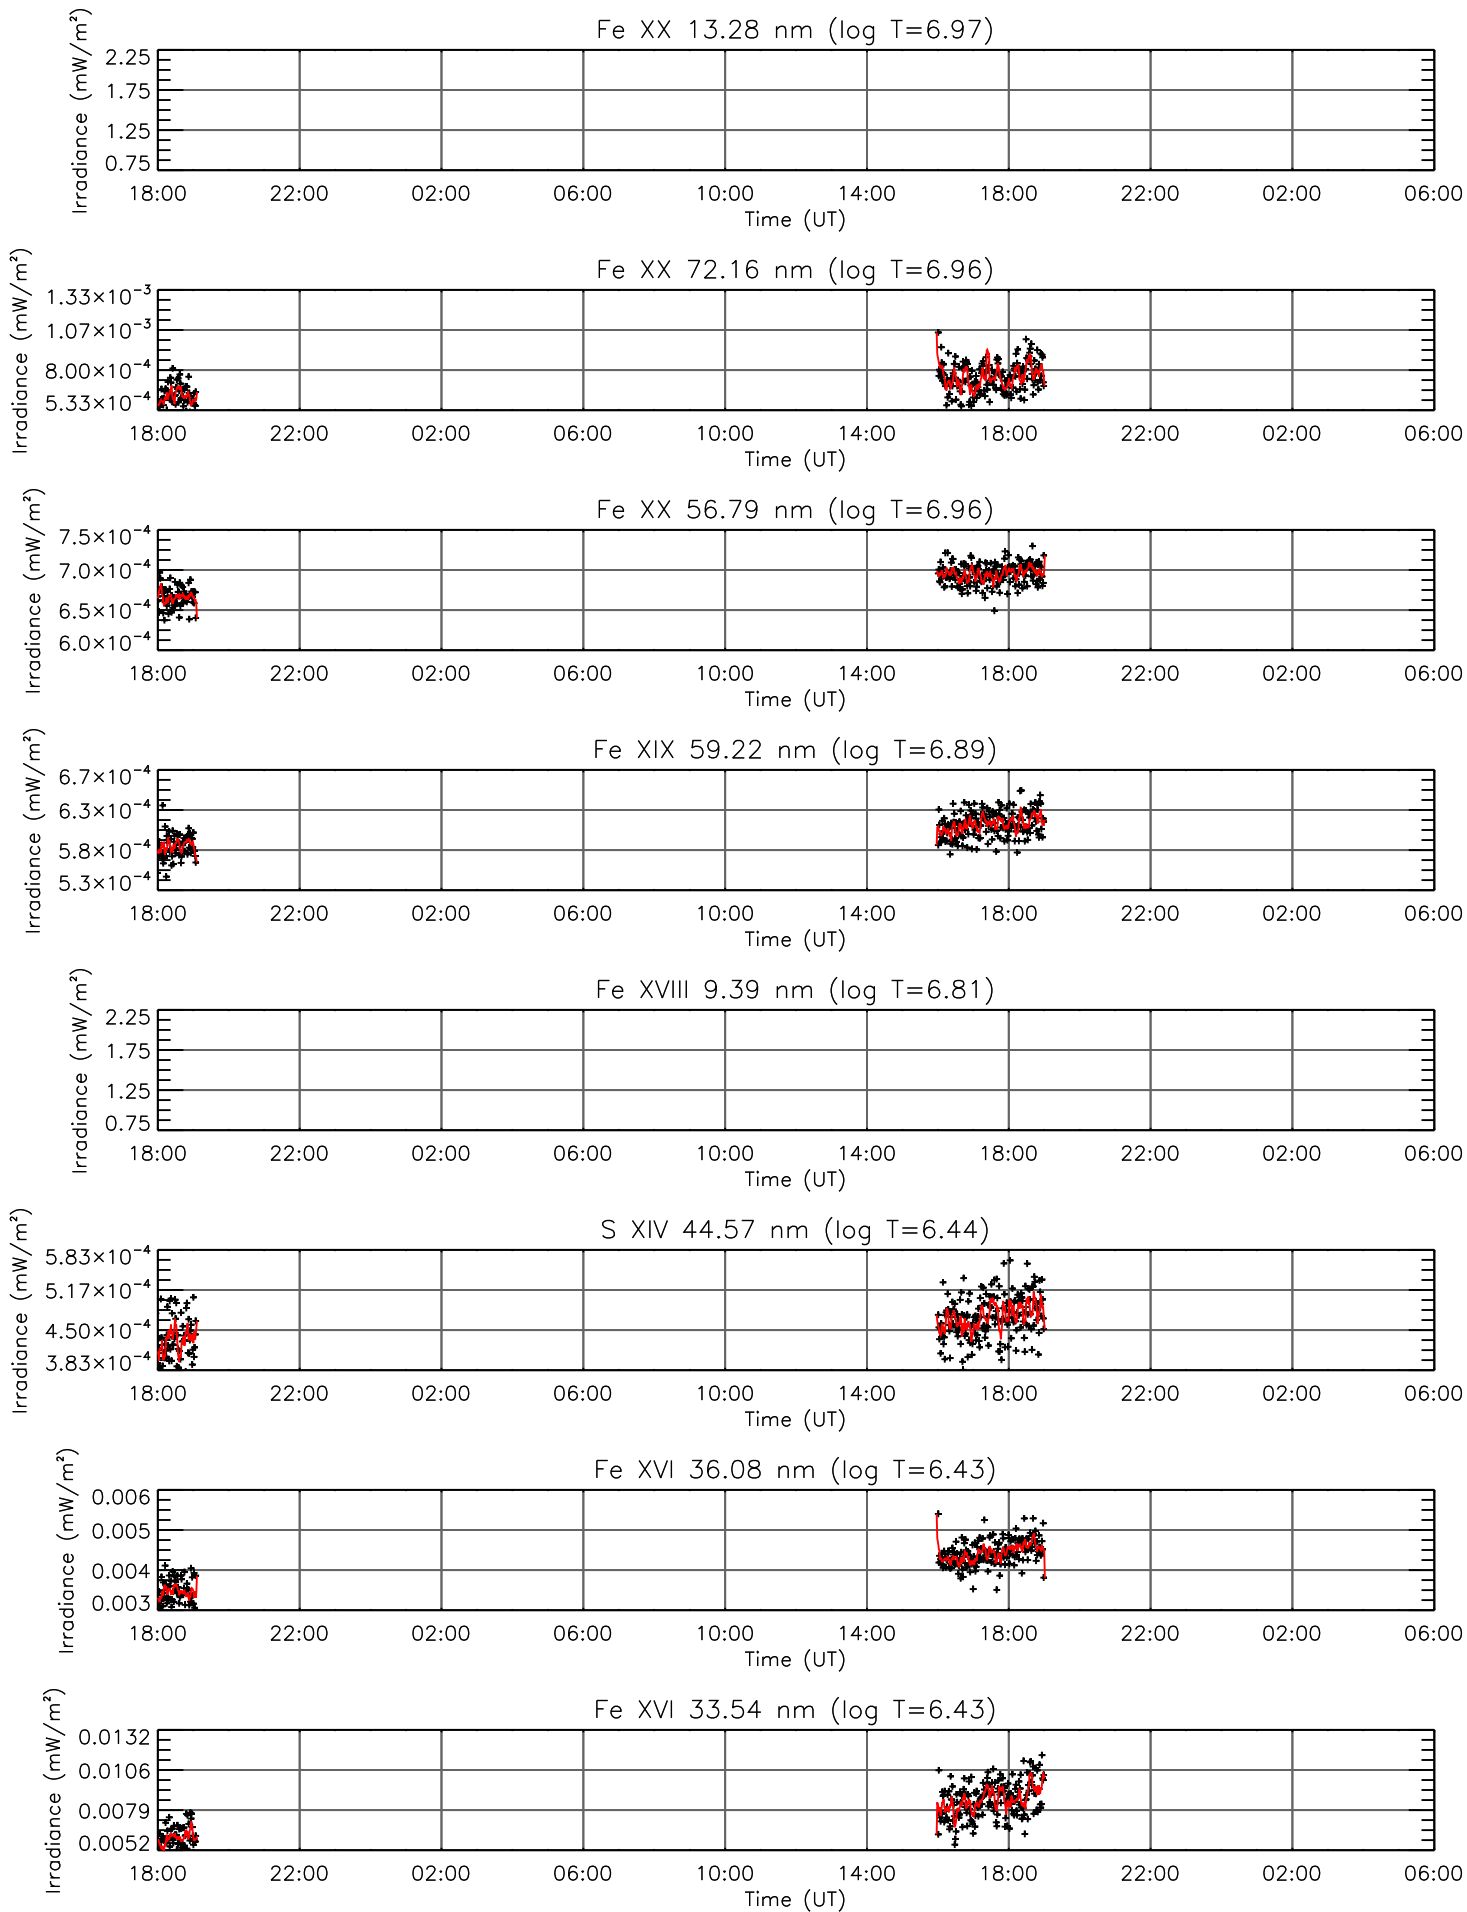 Fe XX 13.28 nm (log T=6.97)
Irradiance (mW/m²)
2.25
1.75
1.25
0.75
18:00 22:00 02:00 06:00 10:00 14:00 18:00 22:00 02:00 06:00
Time (UT)
Fe XX 72.16 nm (log T=6.96)
Irradiance (mW/m²)
1.33×10⁻³
1.07×10⁻³
8.00×10⁻⁴
5.33×10⁻⁴
18:00 22:00 02:00 06:00 10:00 14:00 18:00 22:00 02:00 06:00
Time (UT)
Fe XX 56.79 nm (log T=6.96)
Irradiance (mW/m²)
7.5×10⁻⁴
7.0×10⁻⁴
6.5×10⁻⁴
6.0×10⁻⁴
18:00 22:00 02:00 06:00 10:00 14:00 18:00 22:00 02:00 06:00
Time (UT)
Fe XIX 59.22 nm (log T=6.89)
Irradiance (mW/m²)
6.7×10⁻⁴
6.3×10⁻⁴
5.8×10⁻⁴
5.3×10⁻⁴
18:00 22:00 02:00 06:00 10:00 14:00 18:00 22:00 02:00 06:00
Time (UT)
Fe XVIII 9.39 nm (log T=6.81)
Irradiance (mW/m²)
2.25
1.75
1.25
0.75
18:00 22:00 02:00 06:00 10:00 14:00 18:00 22:00 02:00 06:00
Time (UT)
S XIV 44.57 nm (log T=6.44)
Irradiance (mW/m²)
5.83×10⁻⁴
5.17×10⁻⁴
4.50×10⁻⁴
3.83×10⁻⁴
18:00 22:00 02:00 06:00 10:00 14:00 18:00 22:00 02:00 06:00
Time (UT)
Fe XVI 36.08 nm (log T=6.43)
Irradiance (mW/m²)
0.006
0.005
0.004
0.003
18:00 22:00 02:00 06:00 10:00 14:00 18:00 22:00 02:00 06:00
Time (UT)
Fe XVI 33.54 nm (log T=6.43)
Irradiance (mW/m²)
0.0132
0.0106
0.0079
0.0052
18:00 22:00 02:00 06:00 10:00 14:00 18:00 22:00 02:00 06:00
Time (UT)